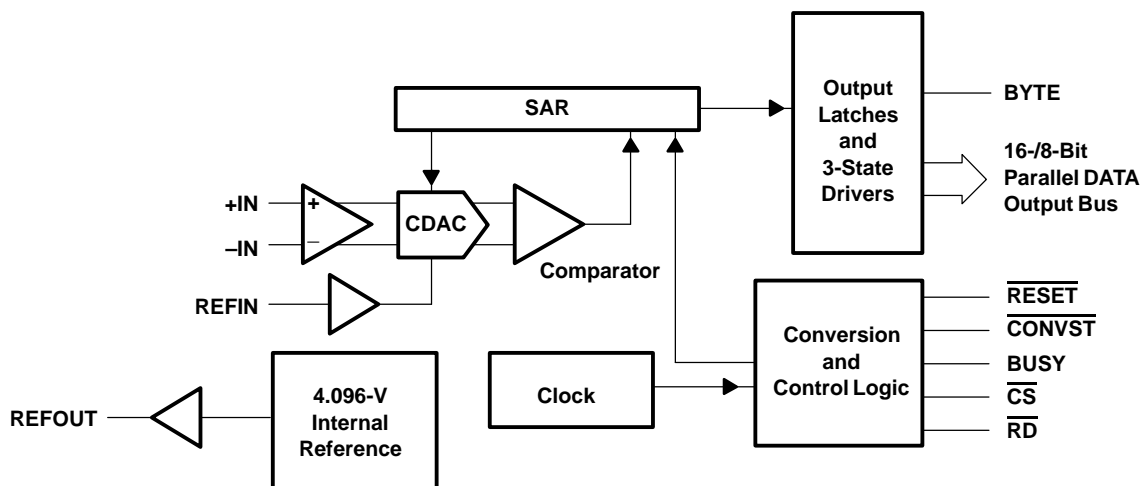 SAR
Output
Latches
and
3-State
Drivers
BYTE
16-/8-Bit
Parallel DATA
Output Bus
+IN
–IN
+
–
CDAC
Comparator
REFIN
REFOUT
4.096-V
Internal
Reference
Clock
Conversion
and
Control Logic
RESET
CONVST
BUSY
CS
RD